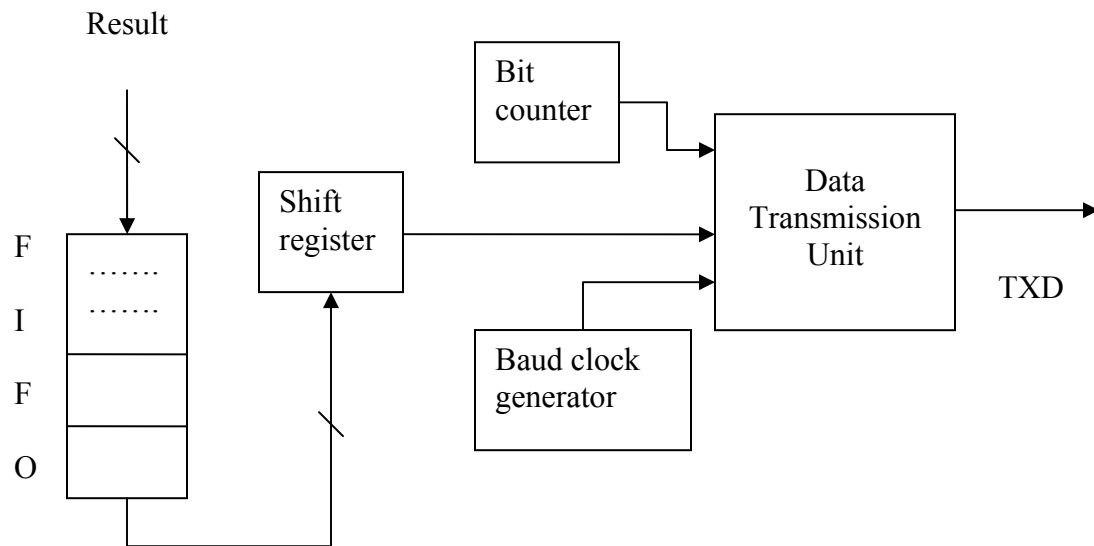 Result
Bit
counter
Shift
register
Data
Transmission
Unit
TXD
Baud clock
generator
F
I
F
O
.......
.......